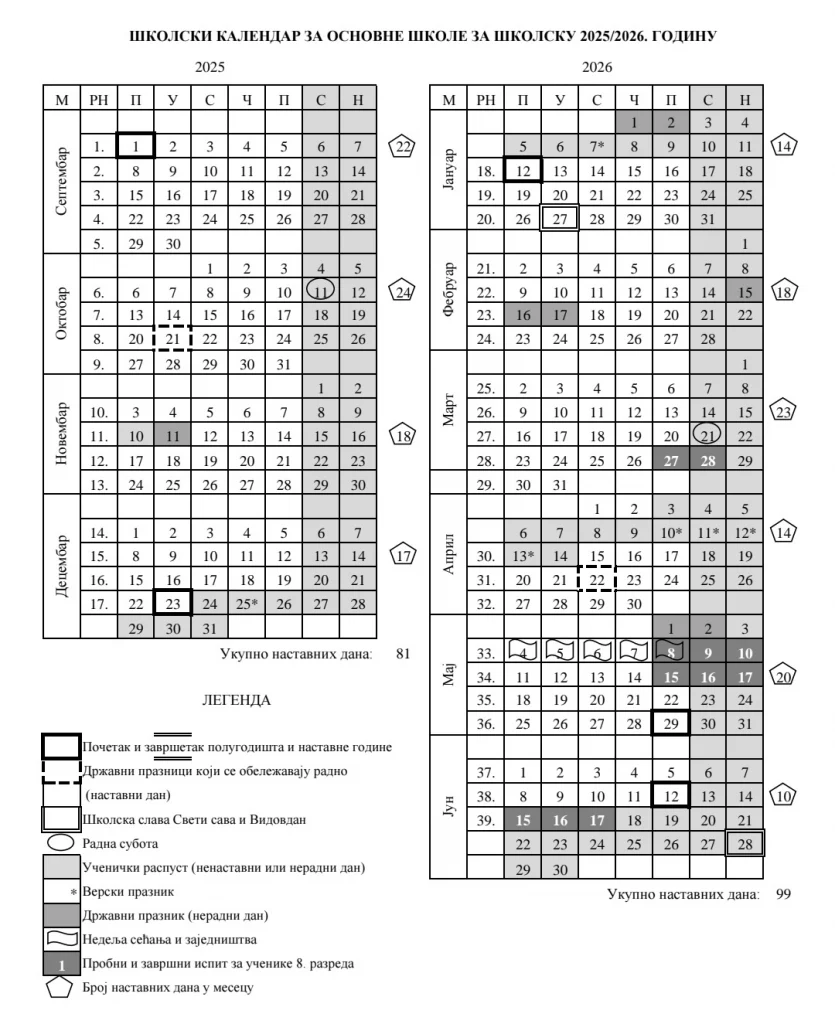 ШКОЛСКИ КАЛЕНДАР ЗА ОСНОВНЕ ШКОЛЕ ЗА ШКОЛСКУ 2025/2026. ГОДИНУ
2025
М РН П У С Ч П С Н
Септембар
1. 1 2 3 4 5 6 7 22
2. 8 9 10 11 12 13 14
3. 15 16 17 18 19 20 21
4. 22 23 24 25 26 27 28
5. 29 30
Октобар
1 2 3 4 5
6. 6 7 8 9 10 11 12 24
7. 13 14 15 16 17 18 19
8. 20 21 22 23 24 25 26
9. 27 28 29 30 31
Новембар
1 2
10. 3 4 5 6 7 8 9
11. 10 11 12 13 14 15 16 18
12. 17 18 19 20 21 22 23
13. 24 25 26 27 28 29 30
Децембар
14. 1 2 3 4 5 6 7
15. 8 9 10 11 12 13 14 17
16. 15 16 17 18 19 20 21
17. 22 23 24 25* 26 27 28
29 30 31
Укупно наставних дана: 81
ЛЕГЕНДА
Почетак и завршетак полугодишта и наставне године
Државни празници који се обележавају радно
(наставни дан)
Школска слава Свети сава и Видовдан
Радна субота
Ученички распуст (ненаставни или нерадни дан)
* Верски празник
Државни празник (нерадни дан)
Недеља сећања и заједништва
1 Пробни и завршни испит за ученике 8. разреда
Број наставних дана у месецу
2026
М РН П У С Ч П С Н
Јануар
1 2 3 4
5 6 7* 8 9 10 11 14
18. 12 13 14 15 16 17 18
19. 19 20 21 22 23 24 25
20. 26 27 28 29 30 31
Фебруар
1
21. 2 3 4 5 6 7 8
22. 9 10 11 12 13 14 15 18
23. 16 17 18 19 20 21 22
24. 23 24 25 26 27 28
Март
1
25. 2 3 4 5 6 7 8
26. 9 10 11 12 13 14 15 23
27. 16 17 18 19 20 21 22
28. 23 24 25 26 27 28 29
29. 30 31
Април
1 2 3 4 5
6 7 8 9 10* 11* 12* 14
30. 13* 14 15 16 17 18 19
31. 20 21 22 23 24 25 26
32. 27 28 29 30
Мај
1 2 3
33. 4 5 6 7 8 9 10
34. 11 12 13 14 15 16 17 20
35. 18 19 20 21 22 23 24
36. 25 26 27 28 29 30 31
Јун
37. 1 2 3 4 5 6 7
38. 8 9 10 11 12 13 14 10
39. 15 16 17 18 19 20 21
22 23 24 25 26 27 28
29 30
Укупно наставних дана: 99